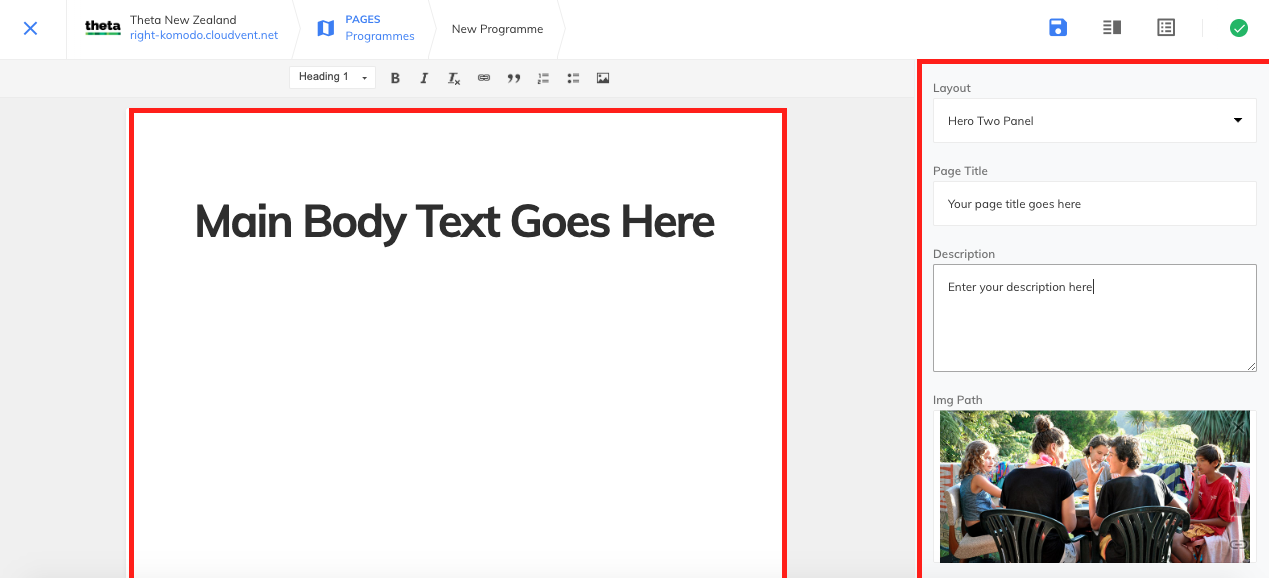 theta
Theta New Zealand
right-komodo.cloudvent.net
PAGES
Programmes
New Programme
Heading 1
B I Tx
Main Body Text Goes Here
Layout
Hero Two Panel
Page Title
Your page title goes here
Description
Enter your description here
Img Path